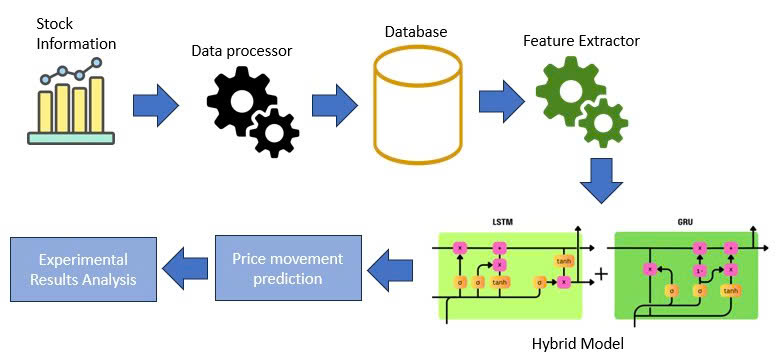 Stock
Information
Data processor
Database
Feature Extractor
LSTM
x
+
x
tanh
σ
σ
tanh
σ
x
+
GRU
x
+
x
1-
x
σ
σ
tanh
Hybrid Model
Price movement
prediction
Experimental
Results Analysis